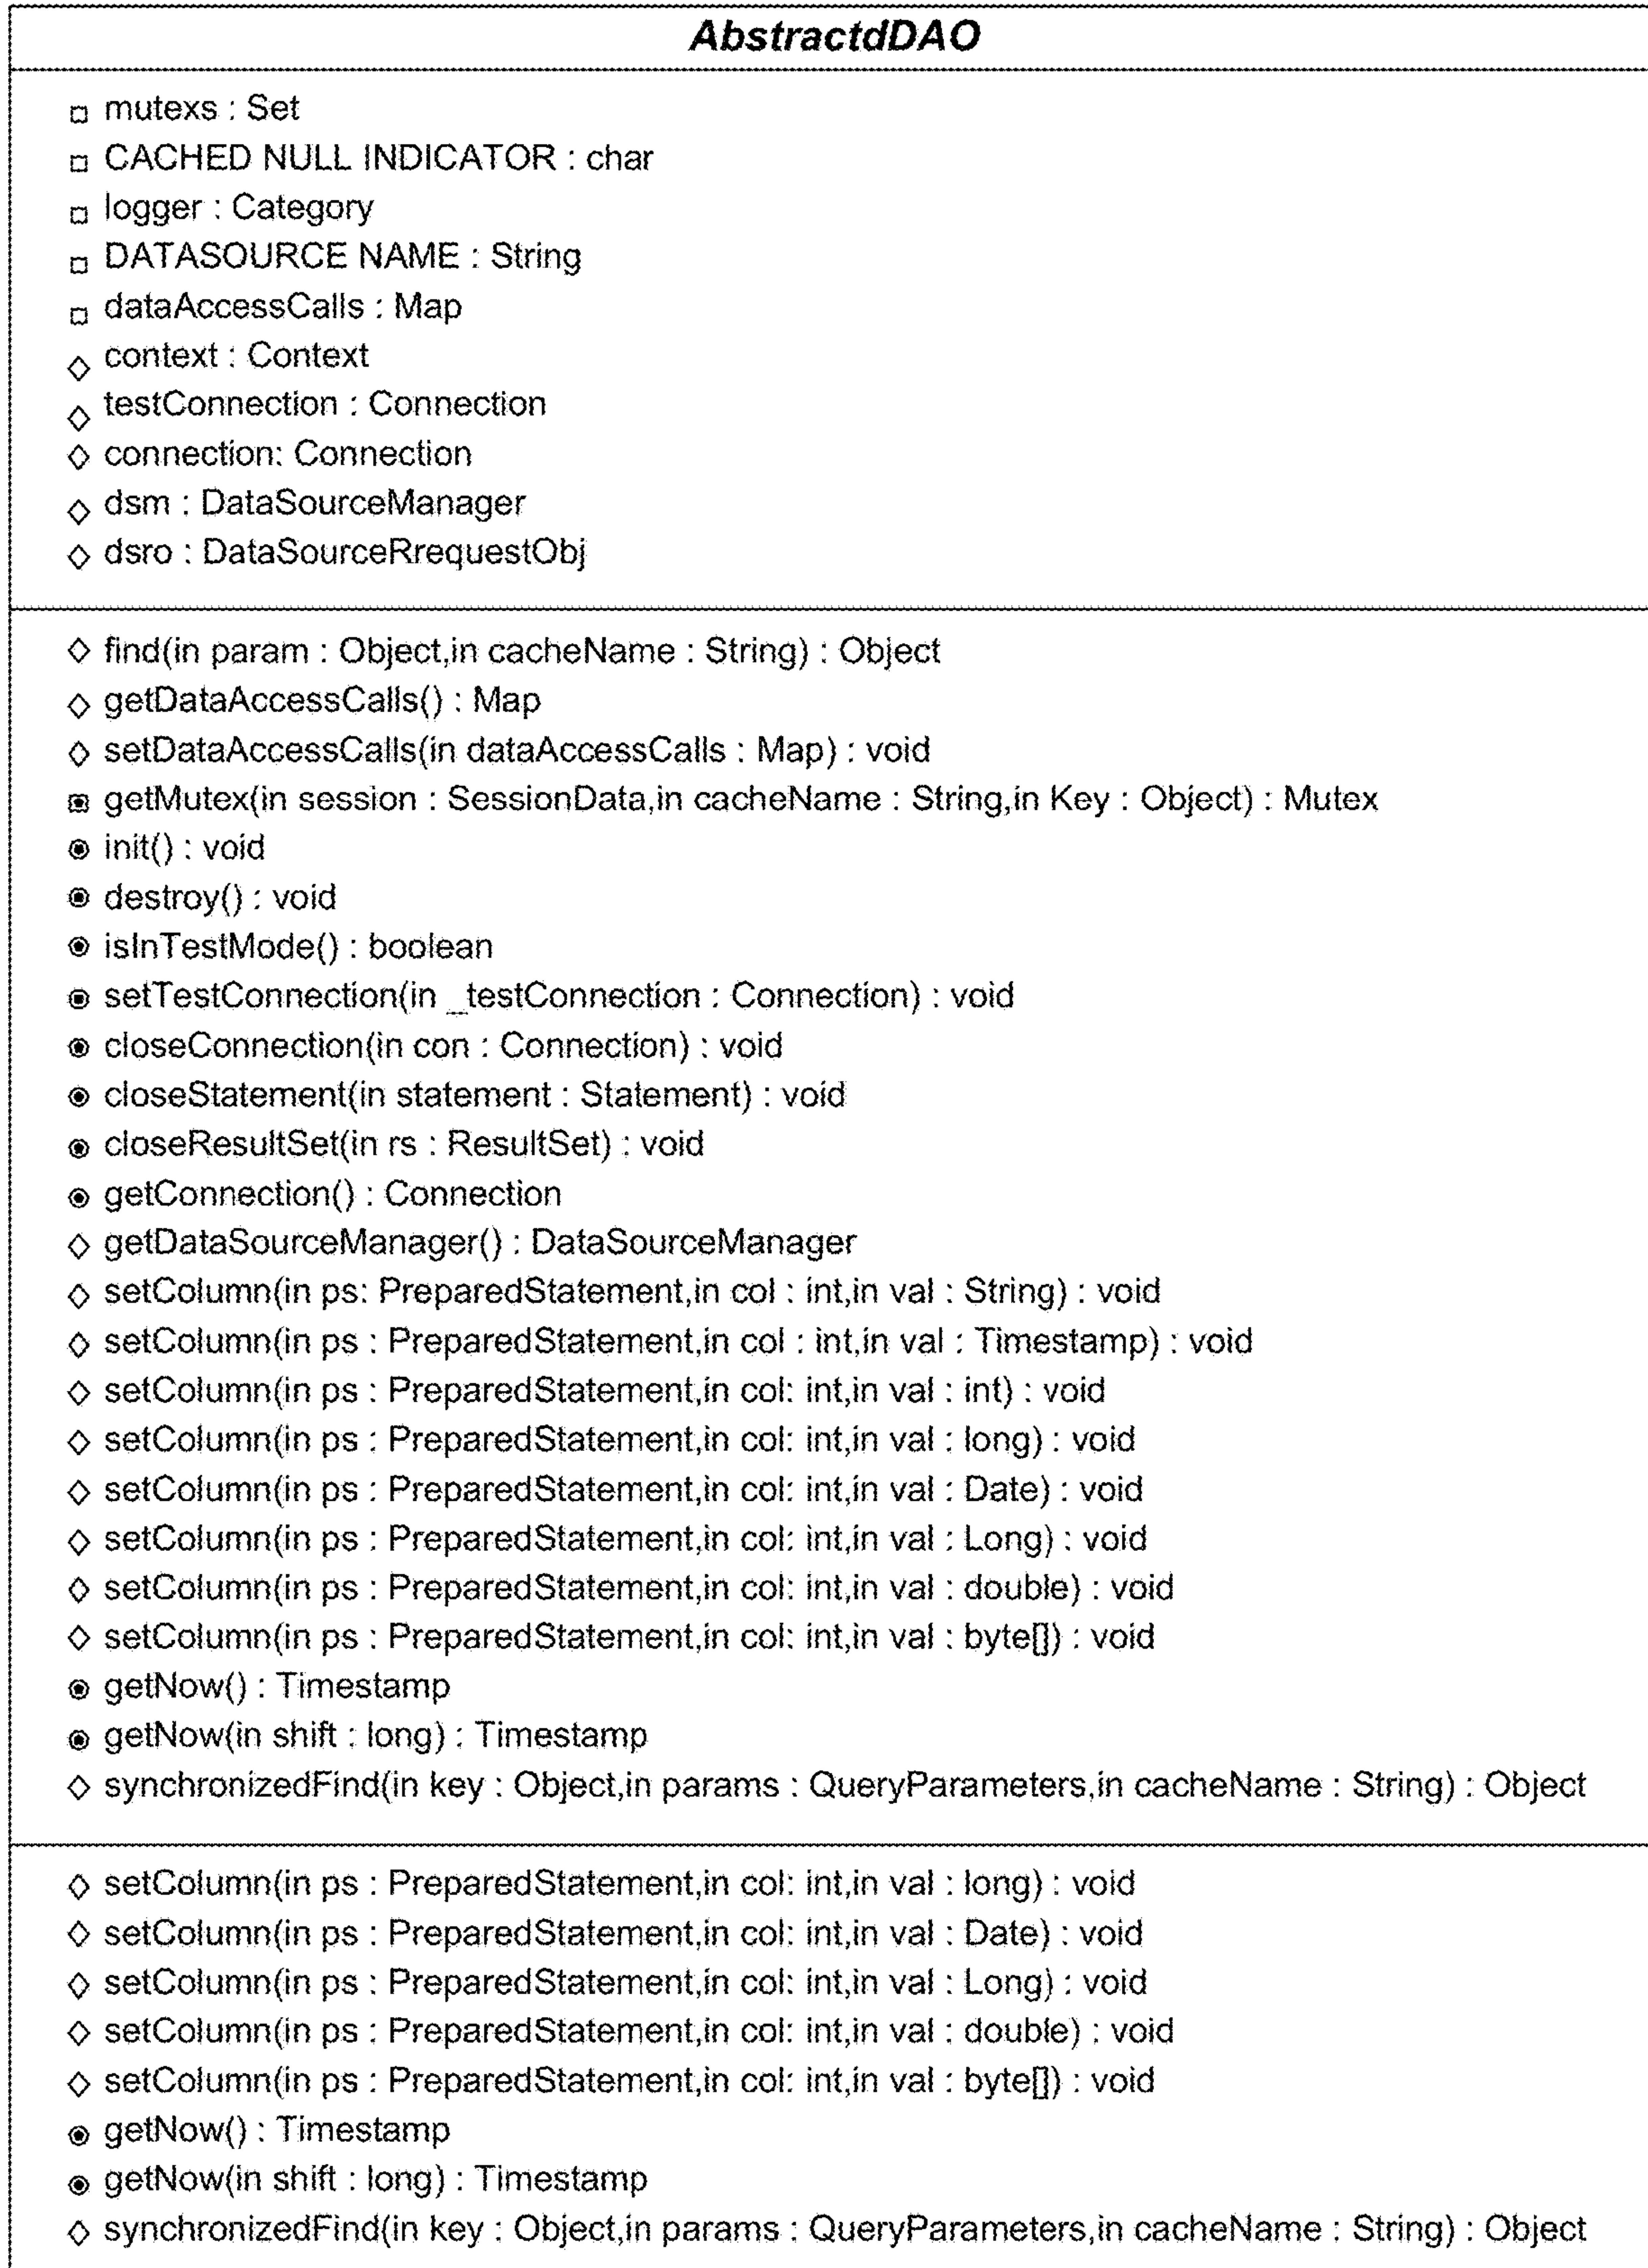 AbstractdDAO
mutexs : Set
CACHED NULL INDICATOR : char
logger : Category
DATASOURCE NAME : String
dataAccessCalls : Map
context : Context
testConnection : Connection
connection: Connection
dsm : DataSourceManager
dsro : DataSourceRrequestObj
find(in param : Object,in cacheName : String) : Object
getDataAccessCalls() : Map
setDataAccessCalls(in dataAccessCalls : Map) : void
getMutex(in session : SessionData,in cacheName : String,in Key : Object) : Mutex
init() : void
destroy() : void
isInTestMode() : boolean
setTestConnection(in _testConnection : Connection) : void
closeConnection(in con : Connection) : void
closeStatement(in statement : Statement) : void
closeResultSet(in rs : ResultSet) : void
getConnection() : Connection
getDataSourceManager() : DataSourceManager
setColumn(in ps: PreparedStatement,in col : int,in val : String) : void
setColumn(in ps : PreparedStatement,in col : int,in val : Timestamp) : void
setColumn(in ps : PreparedStatement,in col: int,in val : int) : void
setColumn(in ps : PreparedStatement,in col: int,in val : long) : void
setColumn(in ps : PreparedStatement,in col: int,in val : Date) : void
setColumn(in ps : PreparedStatement,in col: int,in val : Long) : void
setColumn(in ps : PreparedStatement,in col: int,in val : double) : void
setColumn(in ps : PreparedStatement,in col: int,in val : byte[]) : void
getNow() : Timestamp
getNow(in shift : long) : Timestamp
synchronizedFind(in key : Object,in params : QueryParameters,in cacheName : String) : Object
setColumn(in ps : PreparedStatement,in col: int,in val : long) : void
setColumn(in ps : PreparedStatement,in col: int,in val : Date) : void
setColumn(in ps : PreparedStatement,in col: int,in val : Long) : void
setColumn(in ps : PreparedStatement,in col: int,in val : double) : void
setColumn(in ps : PreparedStatement,in col: int,in val : byte[]) : void
getNow() : Timestamp
getNow(in shift : long) : Timestamp
synchronizedFind(in key : Object,in params : QueryParameters,in cacheName : String) : Object